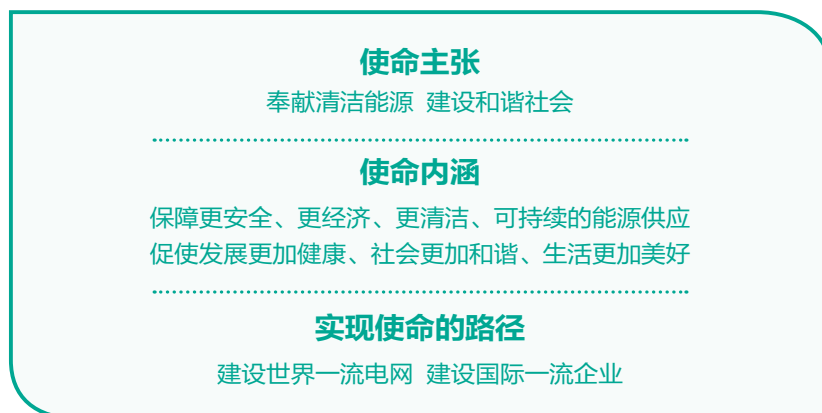 使命主张
奉献清洁能源 建设和谐社会
使命内涵
保障更安全、更经济、更清洁、可持续的能源供应
促使发展更加健康、社会更加和谐、生活更加美好
实现使命的路径
建设世界一流电网 建设国际一流企业